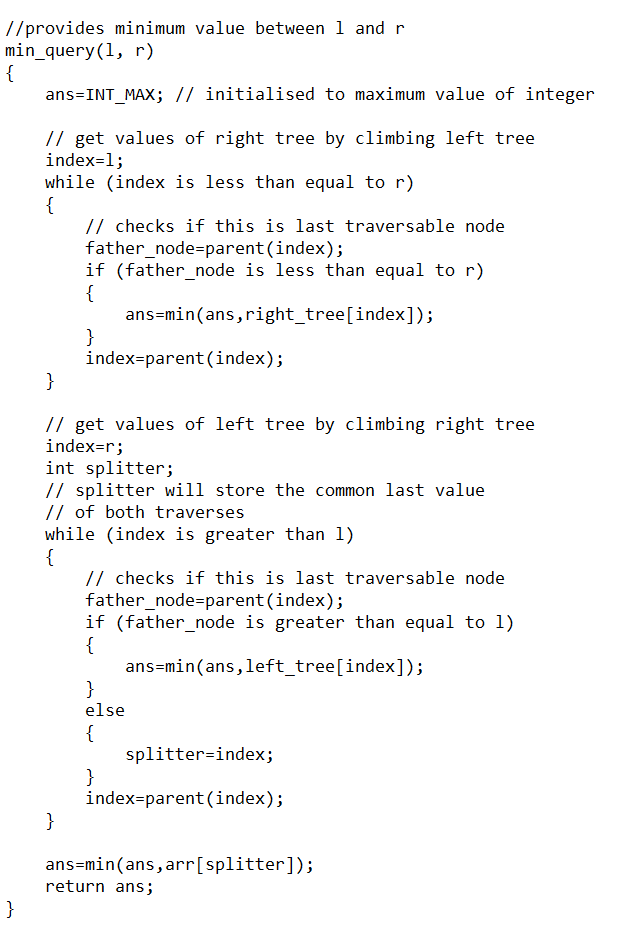 //provides minimum value between l and r
min_query(l, r)
{
    ans=INT_MAX; // initialised to maximum value of integer

    // get values of right tree by climbing left tree
    index=l;
    while (index is less than equal to r)
    {
        // checks if this is last traversable node
        father_node=parent(index);
        if (father_node is less than equal to r)
        {
            ans=min(ans,right_tree[index]);
        }
        index=parent(index);
    }

    // get values of left tree by climbing right tree
    index=r;
    int splitter;
    // splitter will store the common last value
    // of both traverses
    while (index is greater than l)
    {
        // checks if this is last traversable node
        father_node=parent(index);
        if (father_node is greater than equal to l)
        {
            ans=min(ans,left_tree[index]);
        }
        else
        {
            splitter=index;
        }
        index=parent(index);
    }

    ans=min(ans,arr[splitter]);
    return ans;
}